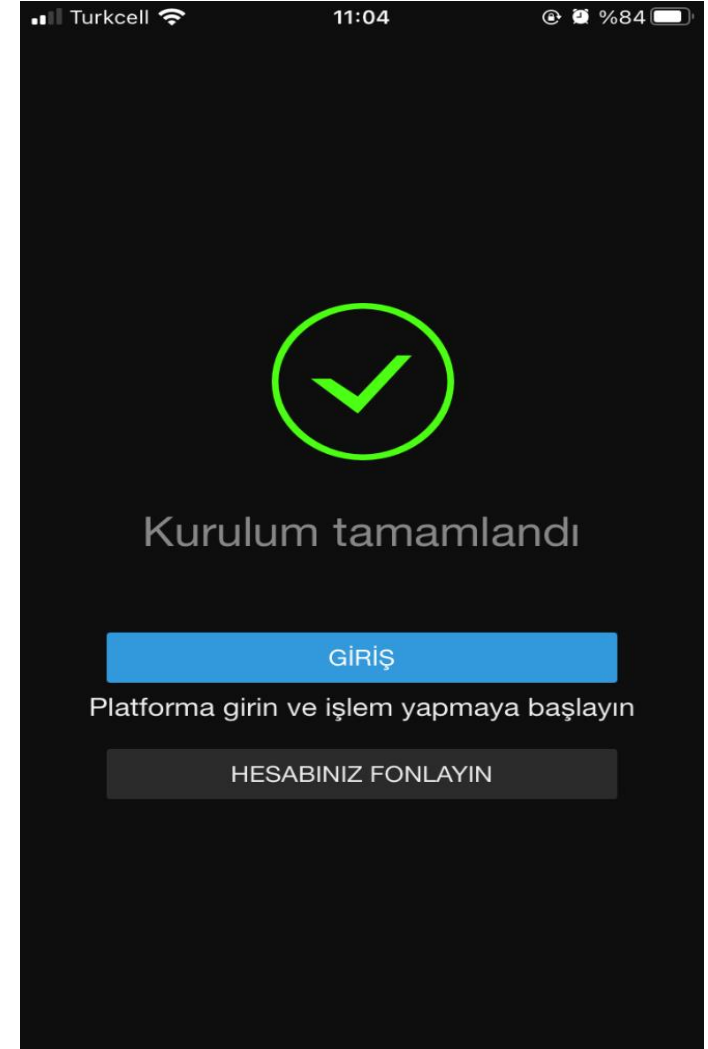 Turkcell 11:04 %84
Kurulum tamamlandı
GİRİŞ
Platforma girin ve işlem yapmaya başlayın
HESABINIZ FONLAYIN